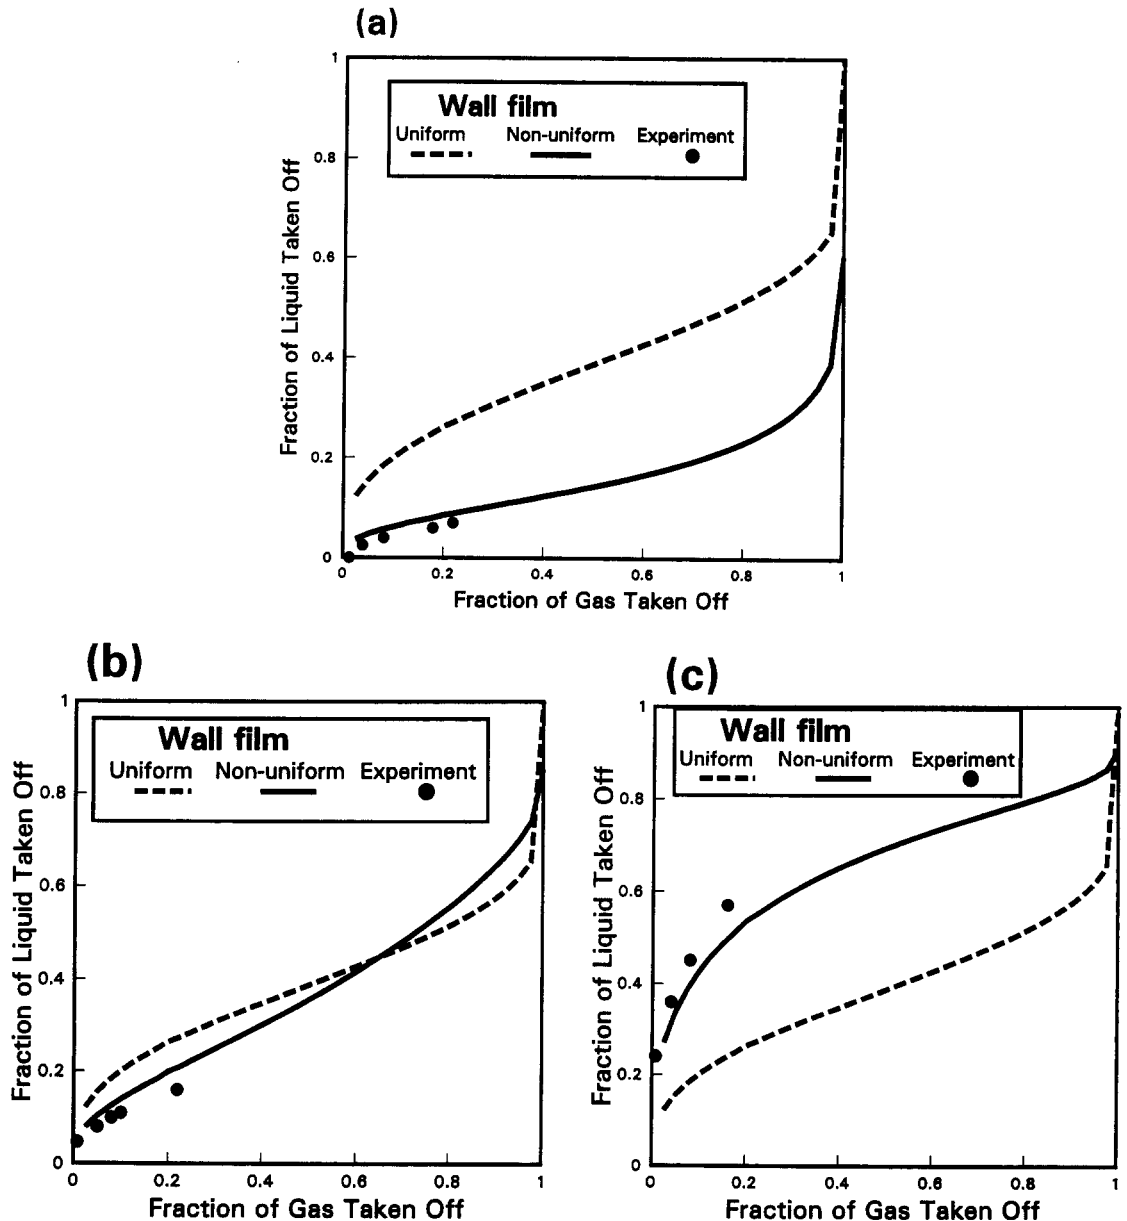 (a)
1
Wall film
Uniform Non-uniform Experiment
0.8
0.6
0.4
0.2
0
0 0.2 0.4 0.6 0.8 1
Fraction of Liquid Taken Off
Fraction of Gas Taken Off
(b)
1
Wall film
Uniform Non-uniform Experiment
0.8
0.6
0.4
0.2
0
0 0.2 0.4 0.6 0.8 1
Fraction of Liquid Taken Off
Fraction of Gas Taken Off
(c)
1
Wall film
Uniform Non-uniform Experiment
0.8
0.6
0.4
0.2
0
0 0.2 0.4 0.6 0.8 1
Fraction of Liquid Taken Off
Fraction of Gas Taken Off